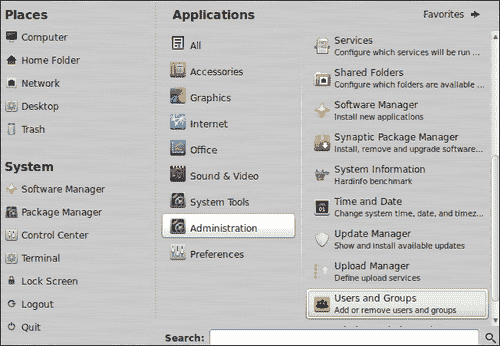 Places
Computer
Home Folder
Network
Desktop
Trash
System
Software Manager
Package Manager
Control Center
Terminal
Lock Screen
Logout
Quit
Applications
All
Accessories
Graphics
Internet
Office
Sound & Video
System Tools
Administration
Preferences
Favorites
Services
Configure which services will be run ...
Shared Folders
Configure which folders are available ...
Software Manager
Install new applications
Synaptic Package Manager
Install, remove and upgrade software...
System Information
Hardinfo benchmark
Time and Date
Change system time, date, and timez...
Update Manager
Show and install available updates
Upload Manager
Define upload services
Users and Groups
Add or remove users and groups
Search: